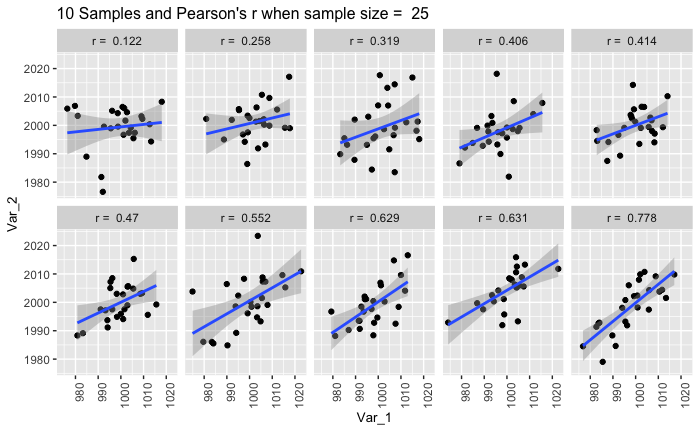 10 Samples and Pearson's r when sample size =  25
r =  0.122
r =  0.258
r =  0.319
r =  0.406
r =  0.414
2020
2010
2000
1990
1980
r =  0.47
r =  0.552
r =  0.629
r =  0.631
r =  0.778
2020
2010
2000
1990
1980
Var_2
980 990 1000 1010 1020 980 990 1000 1010 1020 980 990 1000 1010 1020 980 990 1000 1010 1020 980 990 1000 1010 1020
Var_1